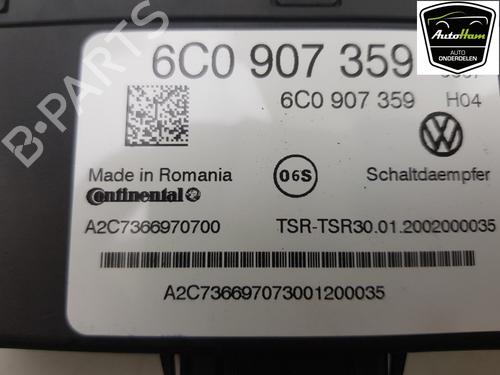 AutoHam
AUTO
ONDERDELEN
6C0 907 359
6C0 907 359 H04
Made in Romania
06S
Schaltdaempfer
Continental
A2C7366970700
TSR-TSR30.01.2002000035
A2C736697073001200035
B-PARTS